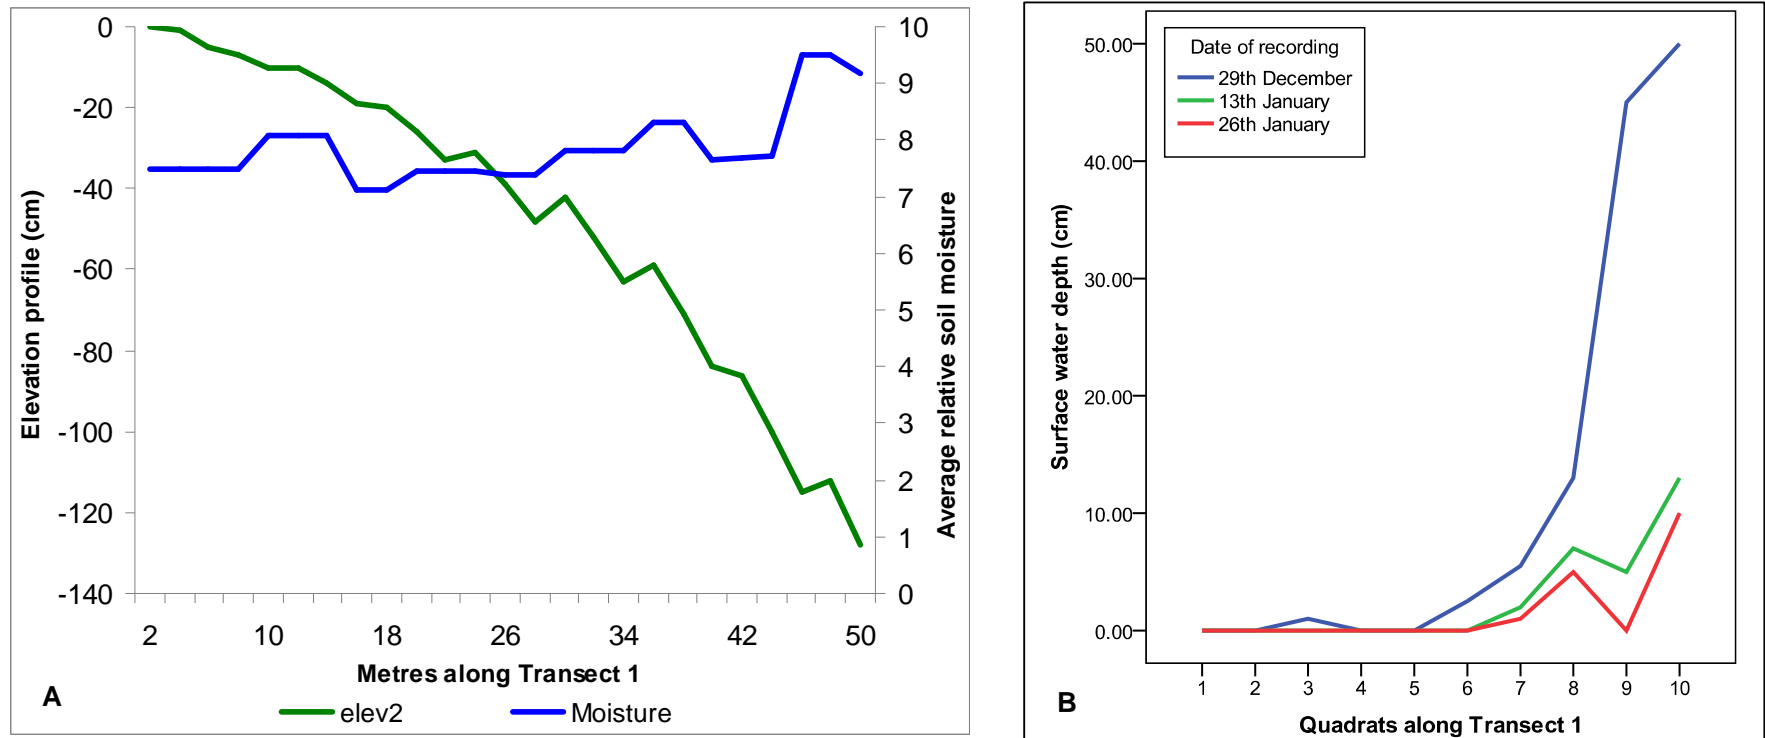 0
-20
-40
-60
-80
-100
-120
-140
Elevation profile (cm)
10
9
8
7
6
5
4
3
2
1
0
Average relative soil moisture
2 10 18 26 34 42 50
Metres along Transect 1
A
elev2 Moisture
Date of recording
29th December
13th January
26th January
50.00
40.00
30.00
20.00
10.00
0.00
Surface water depth (cm)
1 2 3 4 5 6 7 8 9 10
B
Quadrats along Transect 1